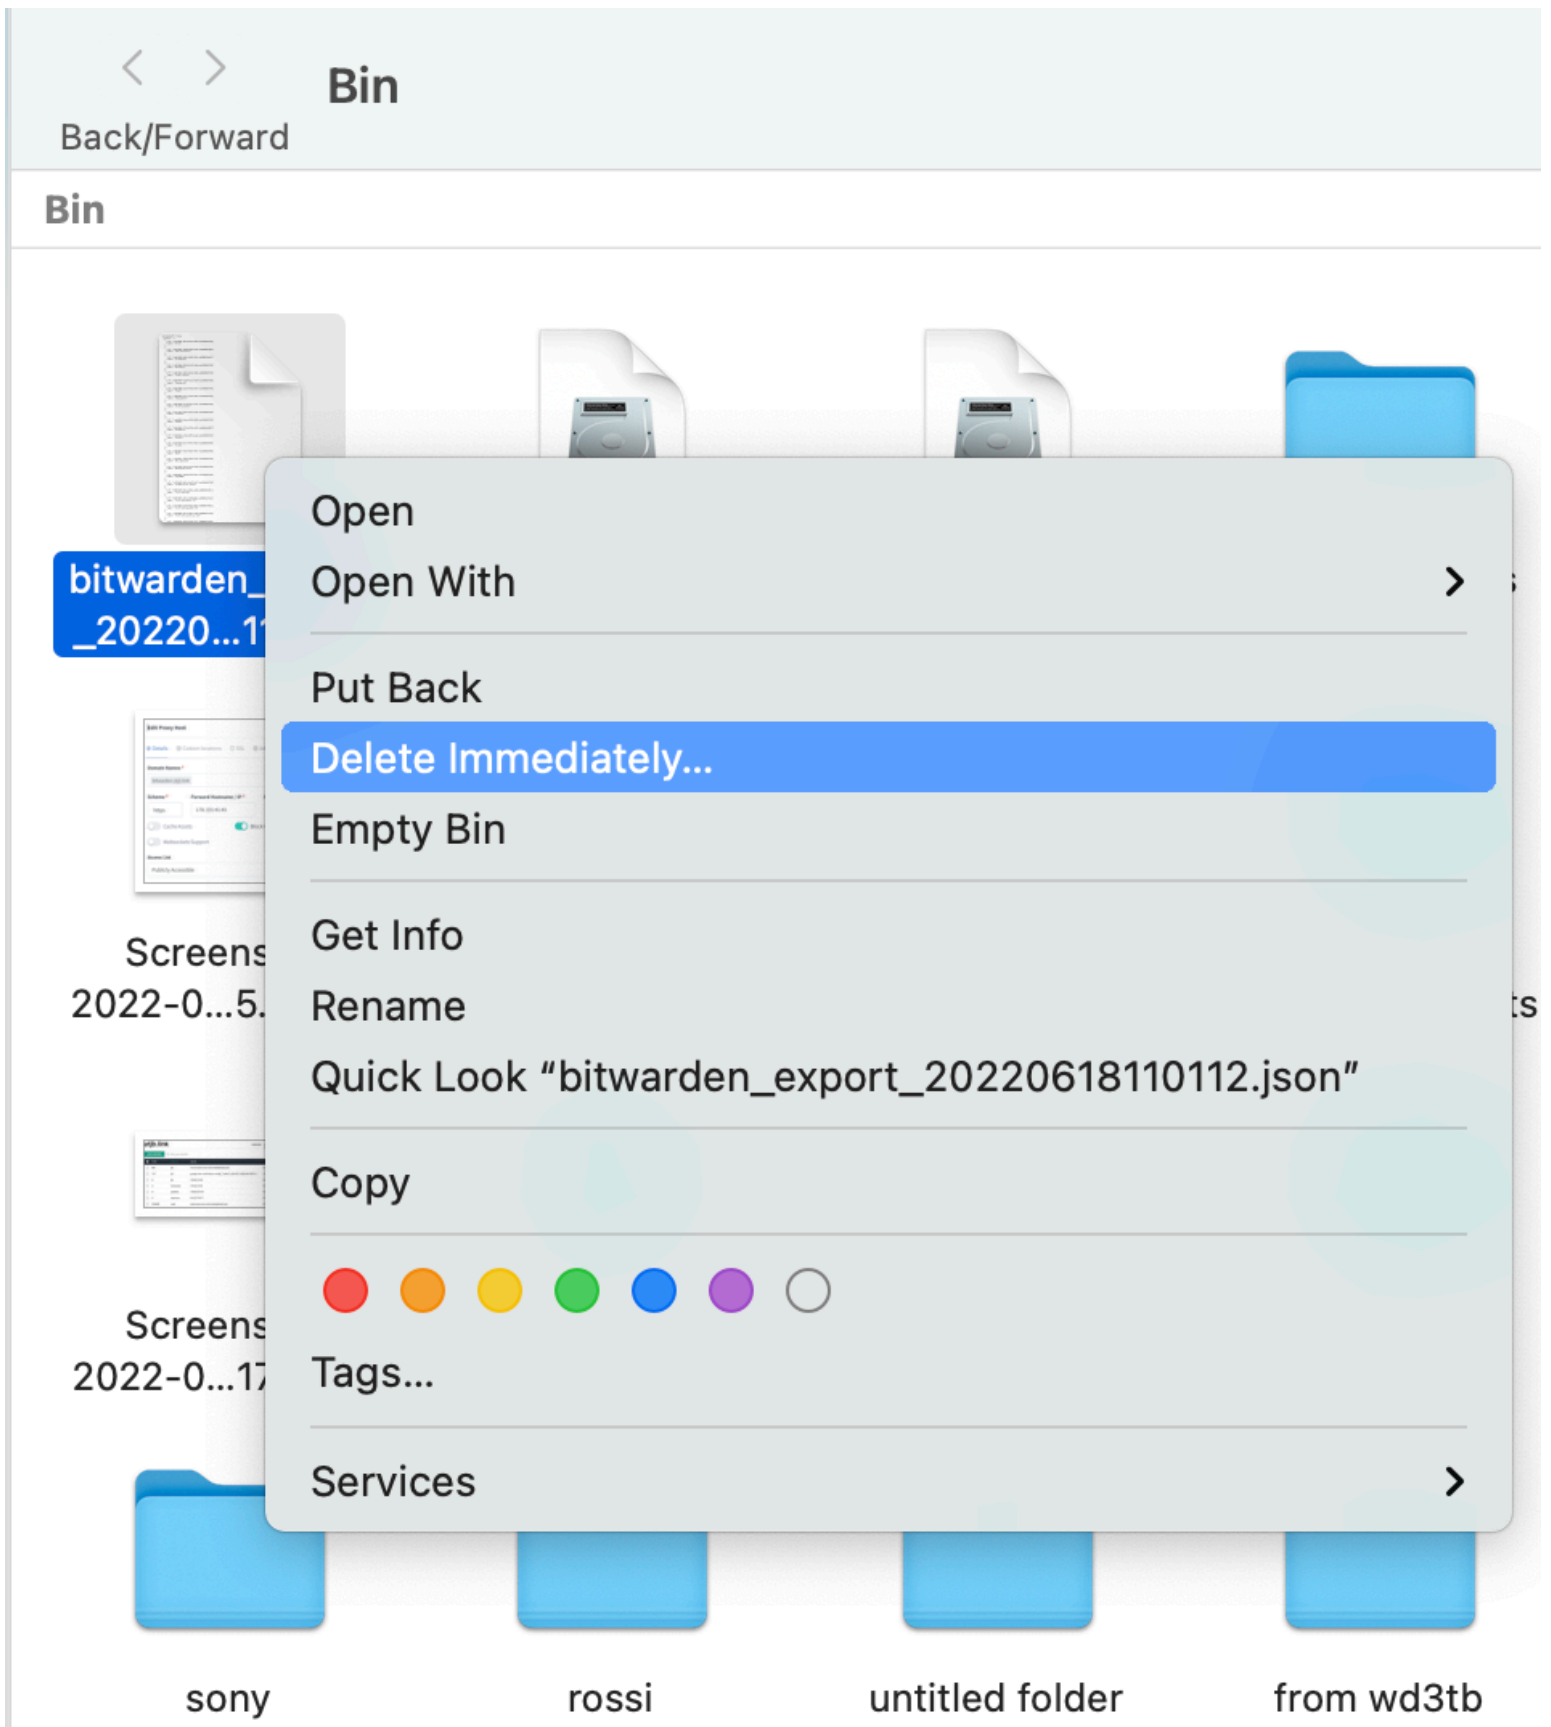 Bin
Back/Forward
Bin
bitwarden_
_20220...11
Open
Open With
Put Back
Delete Immediately...
Empty Bin
Get Info
Rename
Quick Look “bitwarden_export_20220618110112.json”
Copy
Tags...
Services
Screens
2022-0...5.
ts
Screens
2022-0...17
sony
rossi
untitled folder
from wd3tb